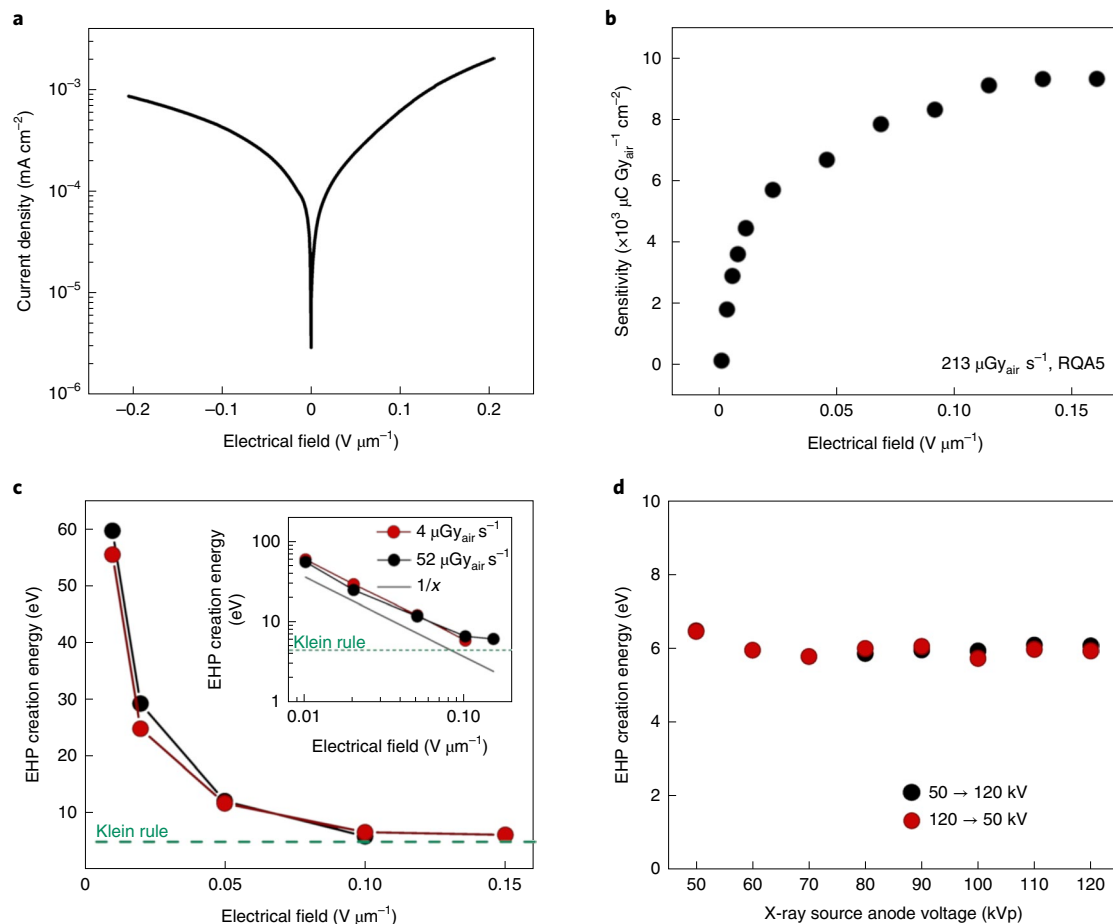 a
Current density (mA cm⁻²)
10⁻³
10⁻⁴
10⁻⁵
10⁻⁶
−0.2 −0.1 0 0.1 0.2
Electrical field (V μm⁻¹)
b
Sensitivity (×10³ μC Gy_air⁻¹ cm⁻²)
10
8
6
4
2
0
213 μGy_air s⁻¹, RQA5
0 0.05 0.10 0.15
Electrical field (V μm⁻¹)
c
EHP creation energy (eV)
60
50
40
30
20
10
Klein rule
0 0.05 0.10 0.15
Electrical field (V μm⁻¹)
EHP creation energy
(eV)
100
10
1
4 μGy_air s⁻¹
52 μGy_air s⁻¹
1/x
Klein rule
0.01 0.10
Electrical field (V μm⁻¹)
d
EHP creation energy (eV)
10
8
6
4
2
0
50 → 120 kV
120 → 50 kV
50 60 70 80 90 100 110 120
X-ray source anode voltage (kVp)